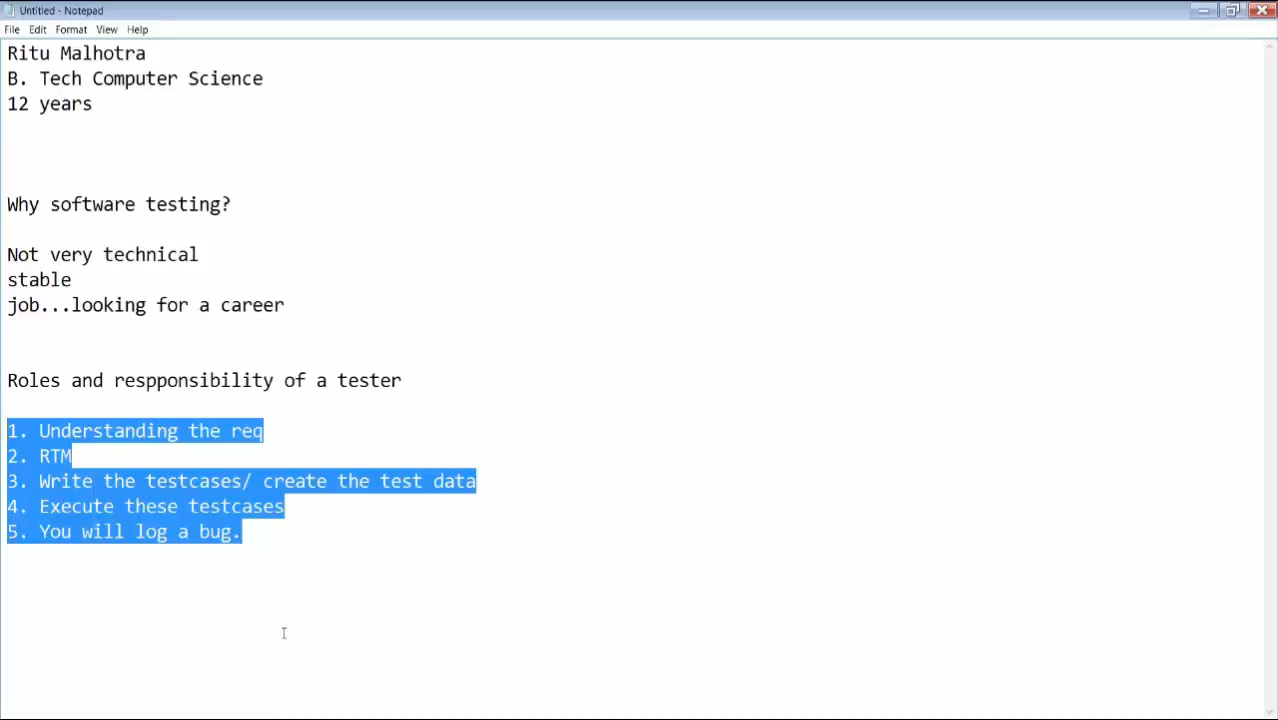 Untitled - Notepad
File Edit Format View Help
Ritu Malhotra
B. Tech Computer Science
12 years
Why software testing?
Not very technical
stable
job...looking for a career
Roles and respponsibility of a tester
1. Understanding the req
2. RTM
3. Write the testcases/ create the test data
4. Execute these testcases
5. You will log a bug.